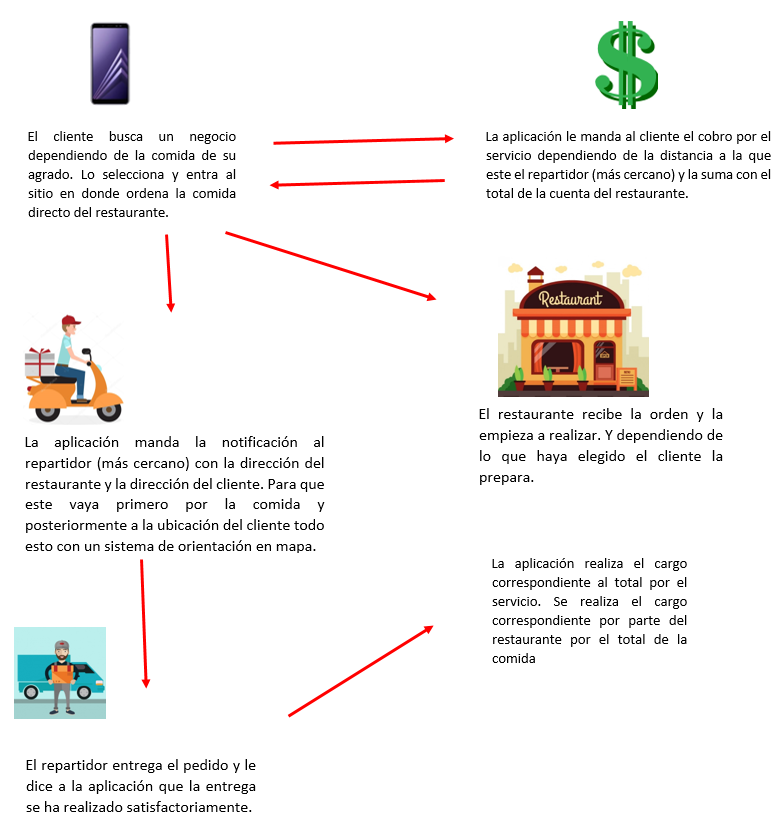 El cliente busca un negocio
dependiendo de la comida de su
agrado. Lo selecciona y entra al
sitio en donde ordena la comida
directo del restaurante.
La aplicación le manda al cliente el cobro por el
servicio dependiendo de la distancia a la que
este el repartidor (más cercano) y la suma con el
total de la cuenta del restaurante.
Restaurant
La aplicación manda la notificación al
repartidor (más cercano) con la dirección del
restaurante y la dirección del cliente. Para que
este vaya primero por la comida y
posteriormente a la ubicación del cliente todo
esto con un sistema de orientación en mapa.
El restaurante recibe la orden y la
empieza a realizar. Y dependiendo de
lo que haya elegido el cliente la
prepara.
La aplicación realiza el cargo
correspondiente al total por el
servicio. Se realiza el cargo
correspondiente por parte del
restaurante por el total de la
comida
El repartidor entrega el pedido y le
dice a la aplicación que la entrega
se ha realizado satisfactoriamente.